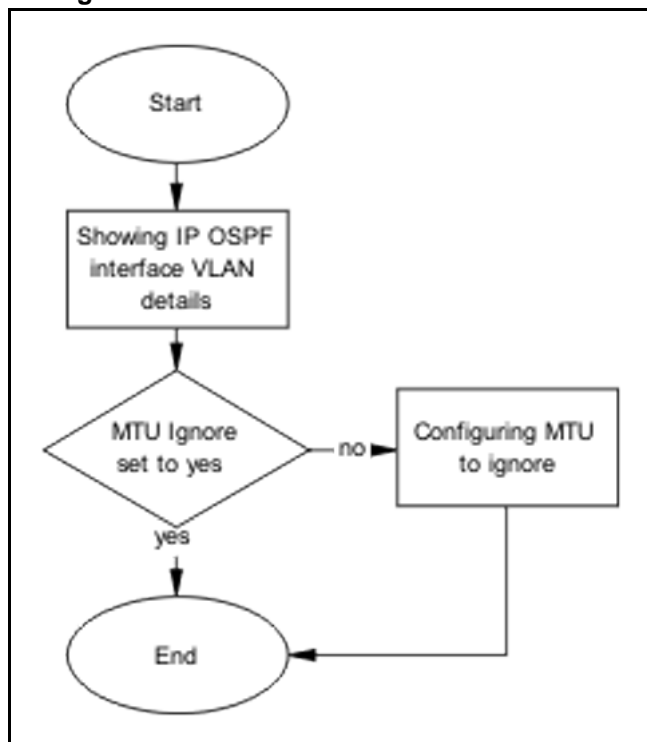 Start
Showing IP OSPF
interface VLAN
details
MTU Ignore
set to yes
no
Configuring MTU
to ignore
yes
End